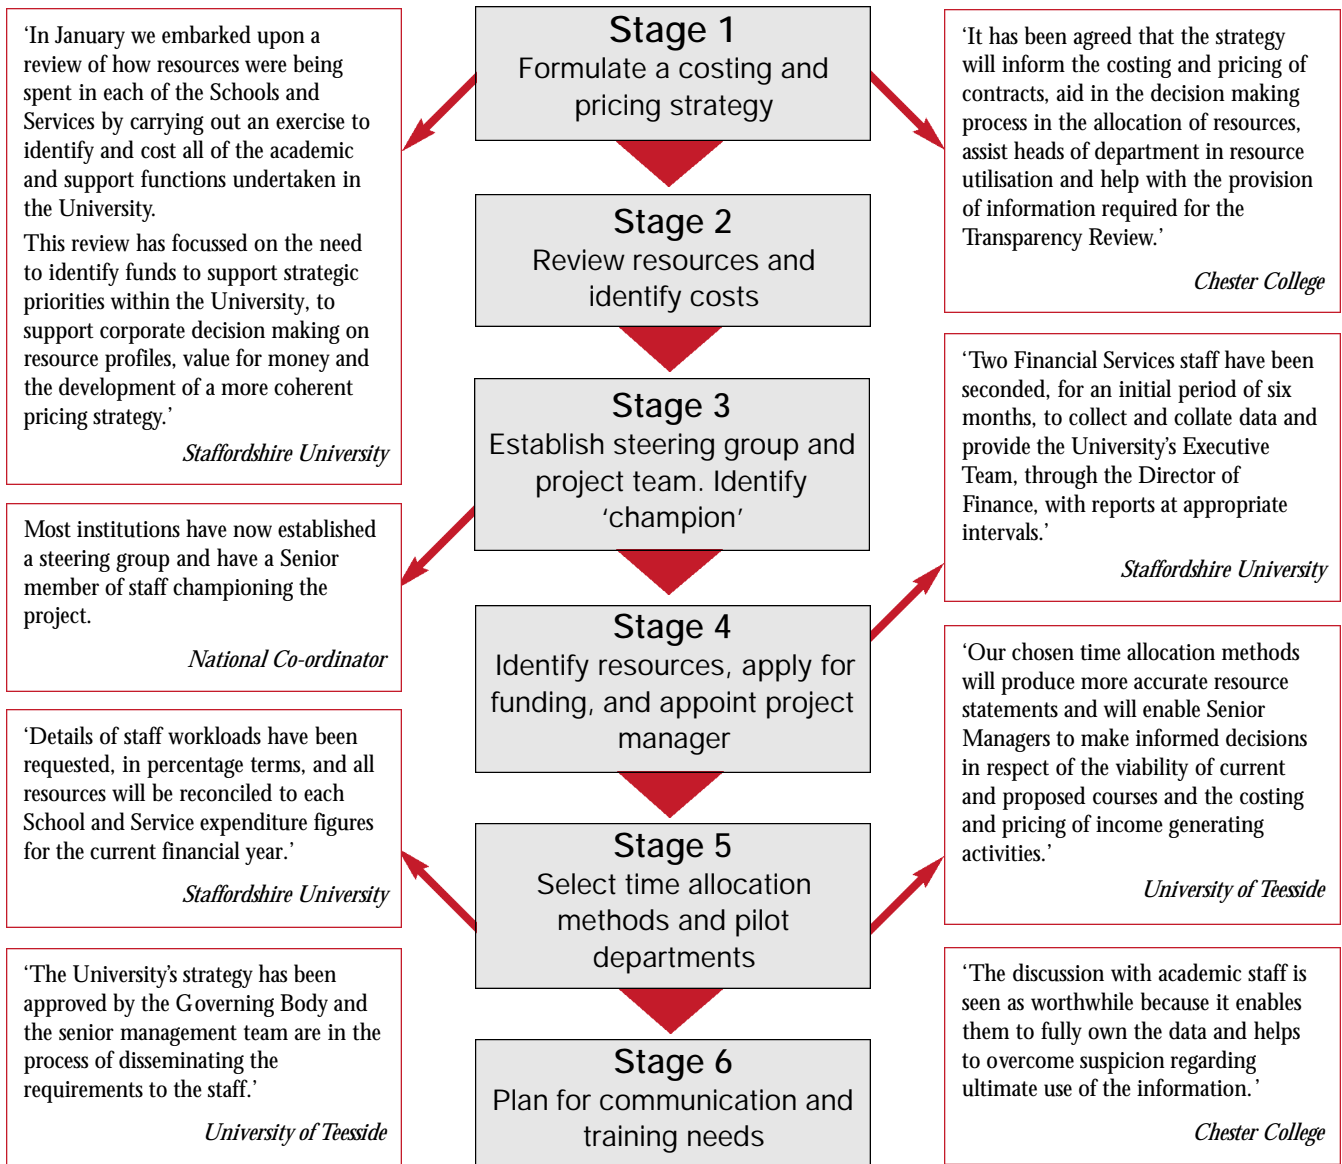 ‘In January we embarked upon a
review of how resources were being
spent in each of the Schools and
Services by carrying out an exercise to
identify and cost all of the academic
and support functions undertaken in
the University.
This review has focussed on the need
to identify funds to support strategic
priorities within the University, to
support corporate decision making on
resource profiles, value for money and
the development of a more coherent
pricing strategy.’
Staffordshire University
Most institutions have now established
a steering group and have a Senior
member of staff championing the
project.
National Co-ordinator
‘Details of staff workloads have been
requested, in percentage terms, and all
resources will be reconciled to each
School and Service expenditure figures
for the current financial year.’
Staffordshire University
‘The University’s strategy has been
approved by the Governing Body and
the senior management team are in the
process of disseminating the
requirements to the staff.’
University of Teesside
Stage 1
Formulate a costing and
pricing strategy
Stage 2
Review resources and
identify costs
Stage 3
Establish steering group and
project team. Identify
‘champion’
Stage 4
Identify resources, apply for
funding, and appoint project
manager
Stage 5
Select time allocation
methods and pilot
departments
Stage 6
Plan for communication and
training needs
‘It has been agreed that the strategy
will inform the costing and pricing of
contracts, aid in the decision making
process in the allocation of resources,
assist heads of department in resource
utilisation and help with the provision
of information required for the
Transparency Review.’
Chester College
‘Two Financial Services staff have been
seconded, for an initial period of six
months, to collect and collate data and
provide the University’s Executive
Team, through the Director of
Finance, with reports at appropriate
intervals.’
Staffordshire University
‘Our chosen time allocation methods
will produce more accurate resource
statements and will enable Senior
Managers to make informed decisions
in respect of the viability of current
and proposed courses and the costing
and pricing of income generating
activities.’
University of Teesside
‘The discussion with academic staff is
seen as worthwhile because it enables
them to fully own the data and helps
to overcome suspicion regarding
ultimate use of the information.’
Chester College